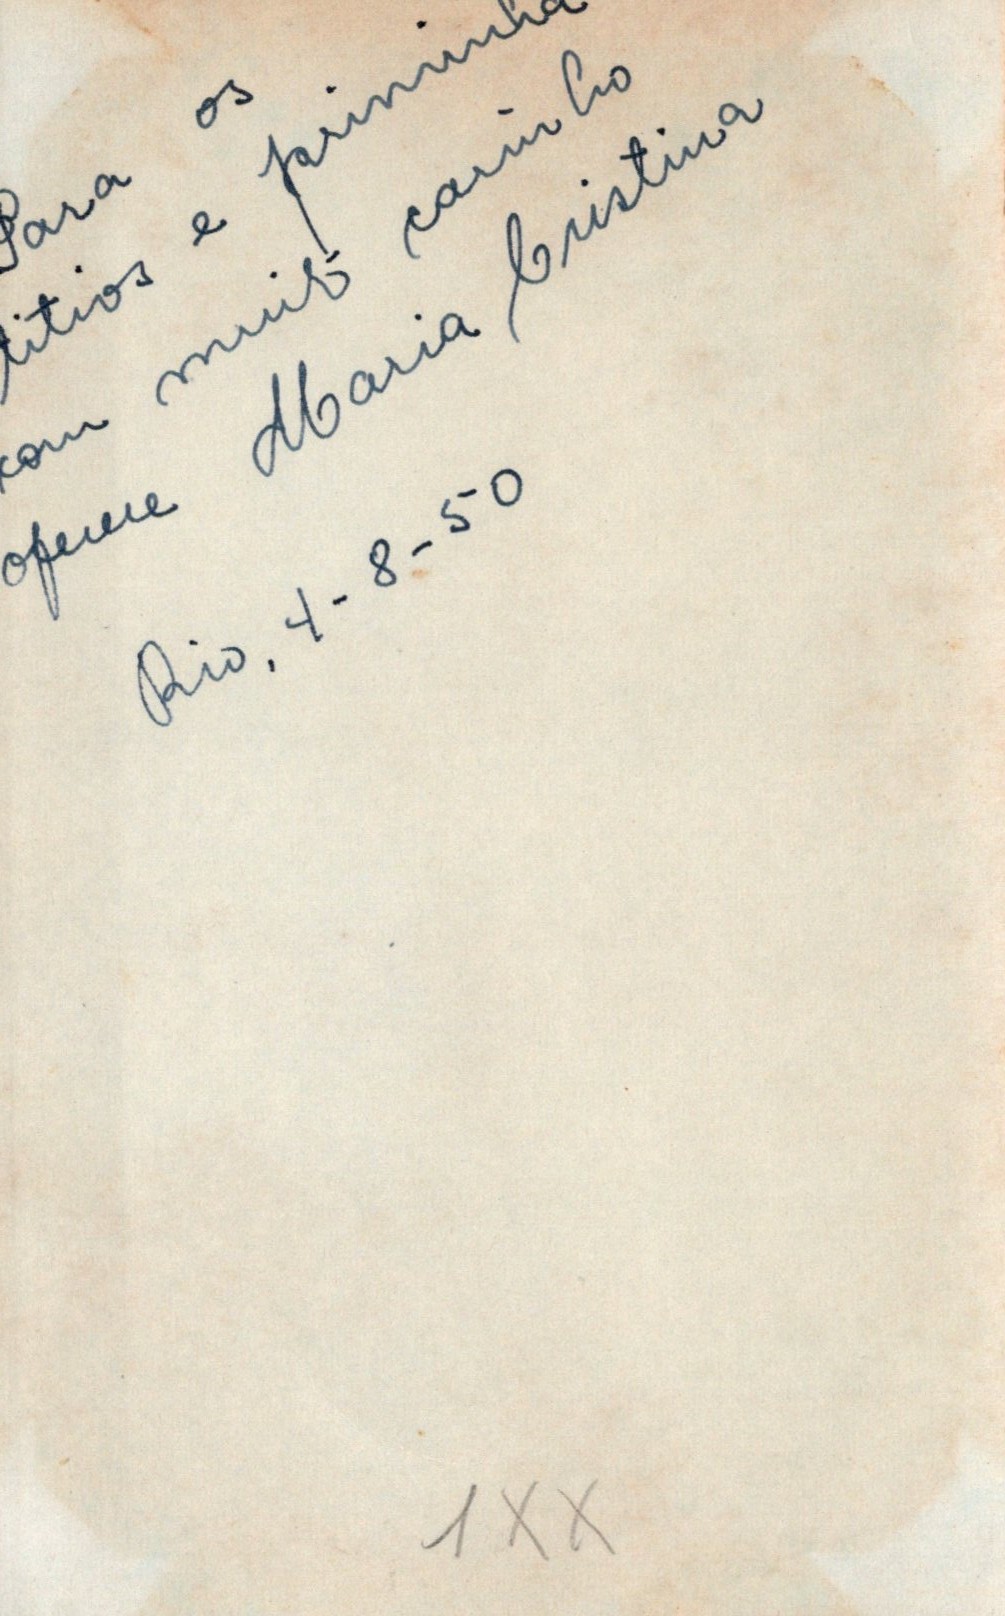 Para os
titios e priminha
com muito carinho
oferece Maria Cristina
Rio, 4-8-50
1XX